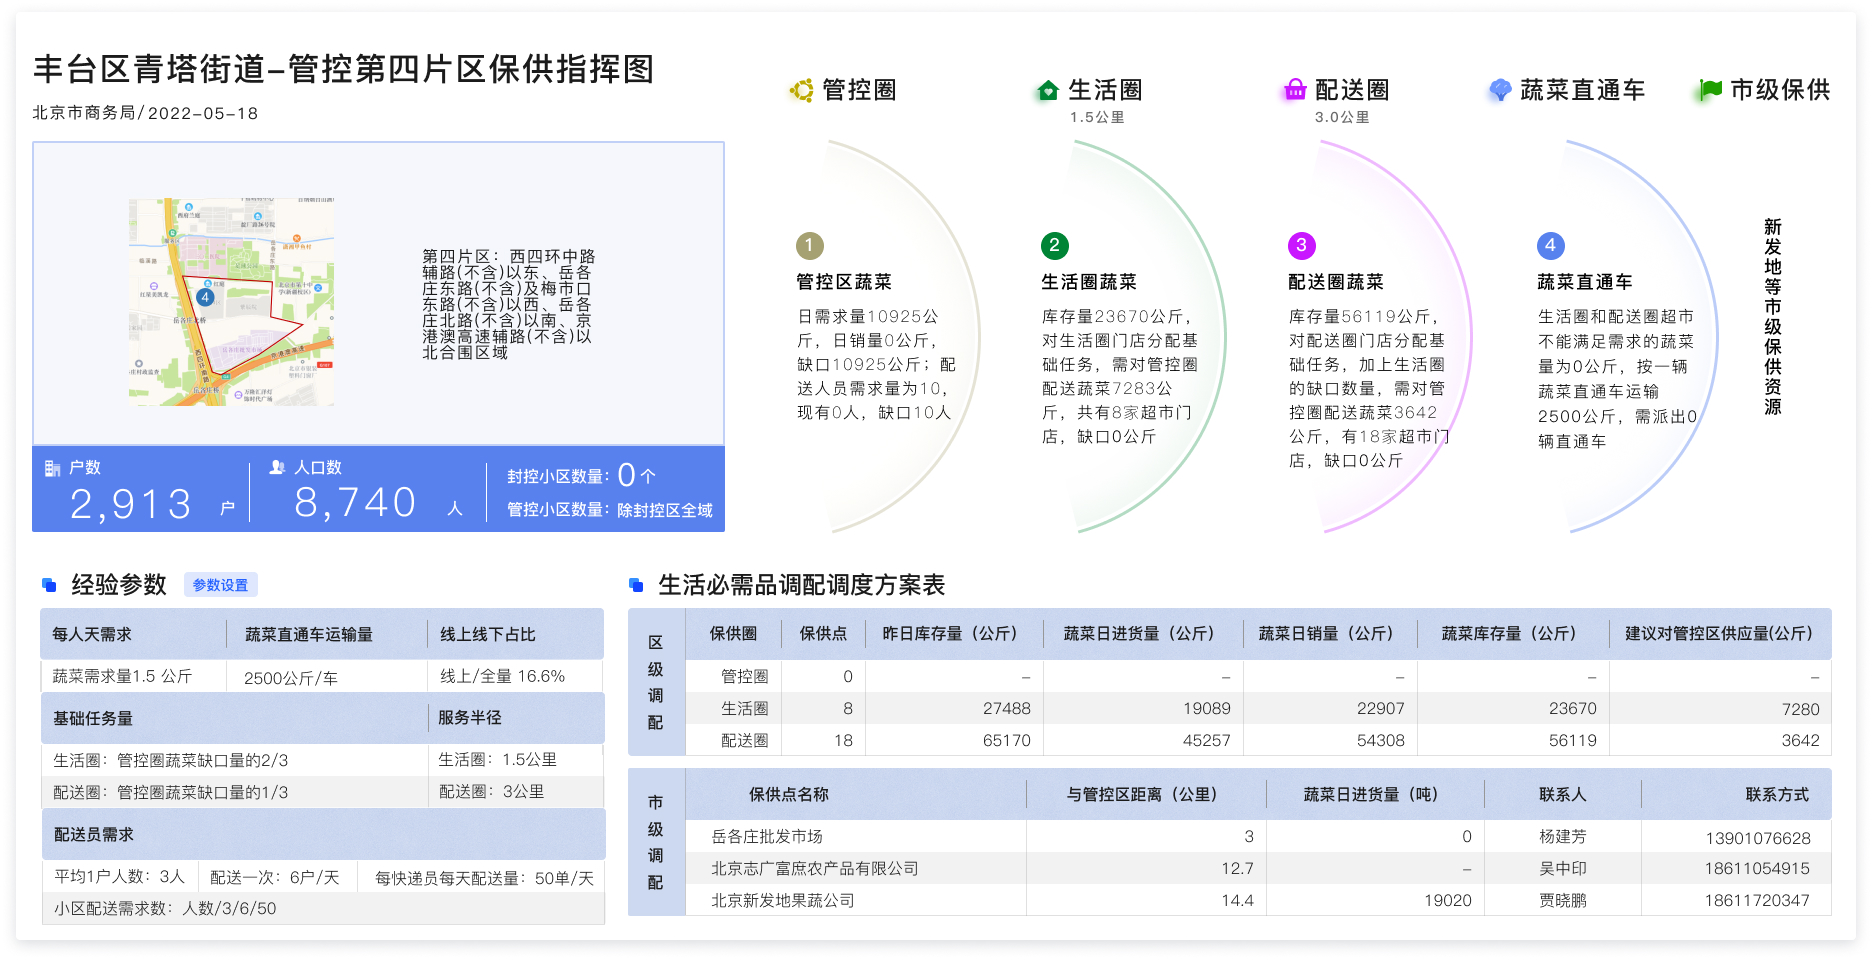 丰台区青塔街道-管控第四片区保供指挥图
北京市商务局/2022-05-18
4
第四片区：西四环中路
辅路(不含)以东、岳各
庄东路(不含)及梅市口
东路(不含)以西、岳各
庄北路(不含)以南、京
港澳高速辅路(不含)以
北合围区域
户数
2,913 户
人口数
8,740 人
封控小区数量：0个
管控小区数量：除封控区全域
管控圈
生活圈
1.5公里
配送圈
3.0公里
蔬菜直通车
市级保供
1
管控区蔬菜
日需求量10925公
斤，日销量0公斤，
缺口10925公斤；配
送人员需求量为10，
现有0人，缺口10人
2
生活圈蔬菜
库存量23670公斤，
对生活圈门店分配基
础任务，需对管控圈
配送蔬菜7283公
斤，共有8家超市门
店，缺口0公斤
3
配送圈蔬菜
库存量56119公斤，
对配送圈门店分配基
础任务，加上生活圈
的缺口数量，需对管
控圈配送蔬菜3642
公斤，有18家超市门
店，缺口0公斤
4
蔬菜直通车
生活圈和配送圈超市
不能满足需求的蔬菜
量为0公斤，按一辆
蔬菜直通车运输
2500公斤，需派出0
辆直通车
新发地等市级保供资源
经验参数 参数设置
每人天需求 蔬菜直通车运输量 线上线下占比
蔬菜需求量1.5 公斤 2500公斤/车 线上/全量 16.6%
基础任务量 服务半径
生活圈：管控圈蔬菜缺口量的2/3 生活圈：1.5公里
配送圈：管控圈蔬菜缺口量的1/3 配送圈：3公里
配送员需求
平均1户人数：3人 配送一次：6户/天 每快递员每天配送量：50单/天
小区配送需求数：人数/3/6/50
生活必需品调配调度方案表
区级调配
保供圈 保供点 昨日库存量（公斤） 蔬菜日进货量（公斤） 蔬菜日销量（公斤） 蔬菜库存量（公斤） 建议对管控区供应量(公斤)
管控圈 0 – – – – –
生活圈 8 27488 19089 22907 23670 7280
配送圈 18 65170 45257 54308 56119 3642
市级调配
保供点名称 与管控区距离（公里） 蔬菜日进货量（吨） 联系人 联系方式
岳各庄批发市场 3 0 杨建芳 13901076628
北京志广富庶农产品有限公司 12.7 – 吴中印 18611054915
北京新发地果蔬公司 14.4 19020 贾晓鹏 18611720347